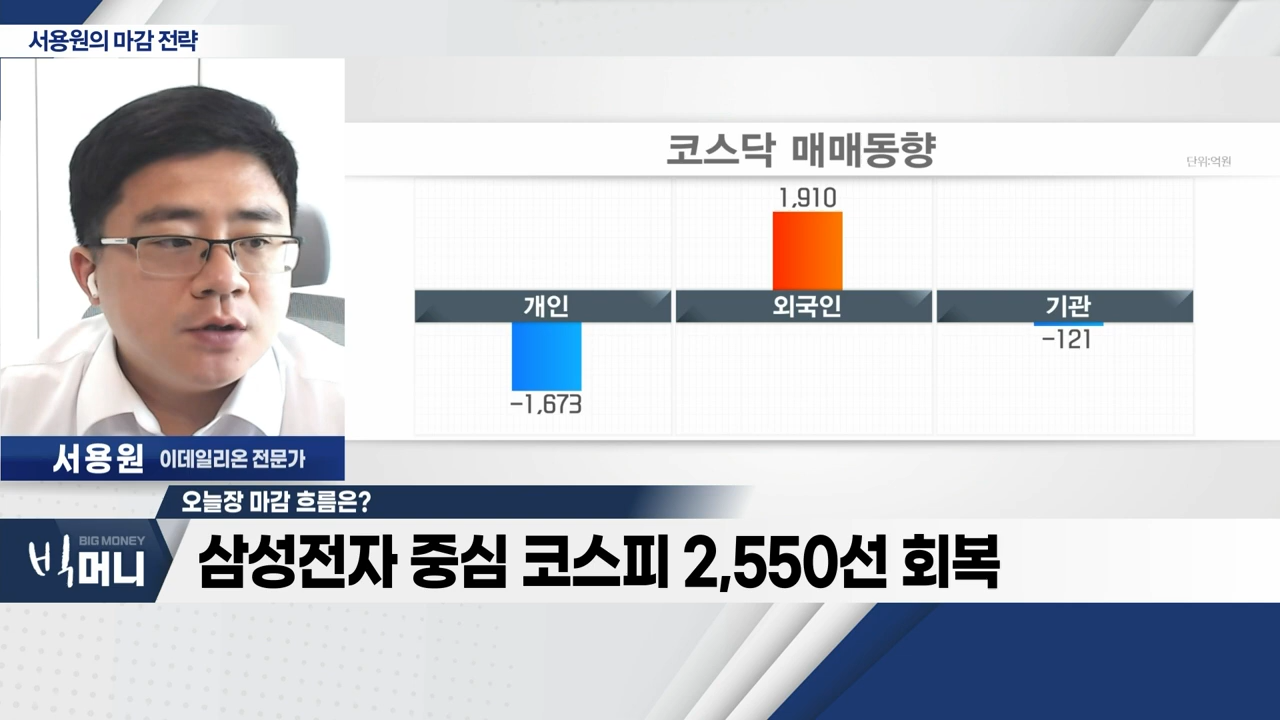 서용원의 마감 전략
코스닥 매매동향
단위:억원
1,910
개인
외국인
기관
-1,673
-121
서용원 이데일리온 전문가
오늘장 마감 흐름은?
BIG MONEY
빅머니
삼성전자 중심 코스피 2,550선 회복